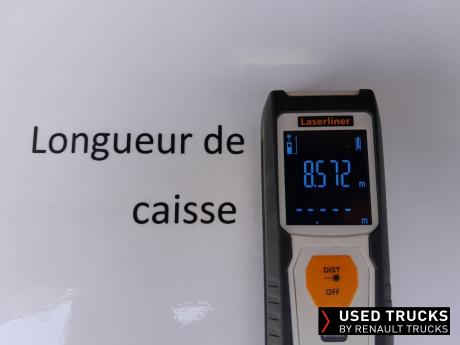 Longueur de
caisse
Laserliner
8.572 m
- - - - - m
DIST
OFF
USED TRUCKS
BY RENAULT TRUCKS